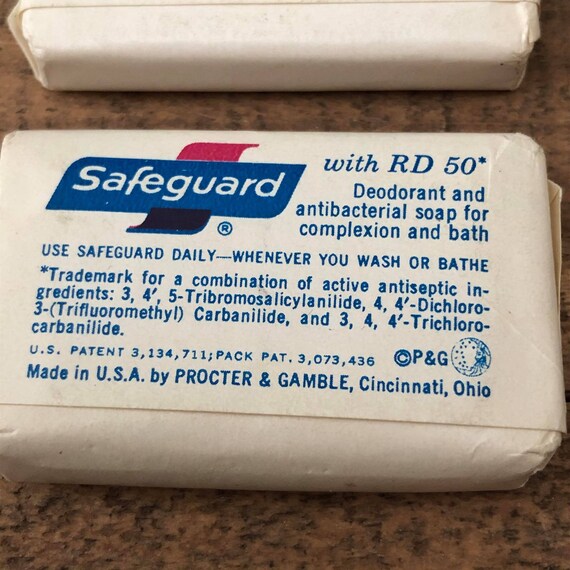 Safeguard ®
with RD 50*
Deodorant and
antibacterial soap for
complexion and bath
USE SAFEGUARD DAILY—WHENEVER YOU WASH OR BATHE
*Trademark for a combination of active antiseptic in-
gredients: 3, 4′, 5-Tribromosalicylanilide, 4, 4′-Dichloro-
3-(Trifluoromethyl) Carbanilide, and 3, 4, 4′-Trichloro-
carbanilide.
U.S. PATENT 3,134,711; PACK PAT. 3,073,436 ©P&G
Made in U.S.A. by PROCTER & GAMBLE, Cincinnati, Ohio